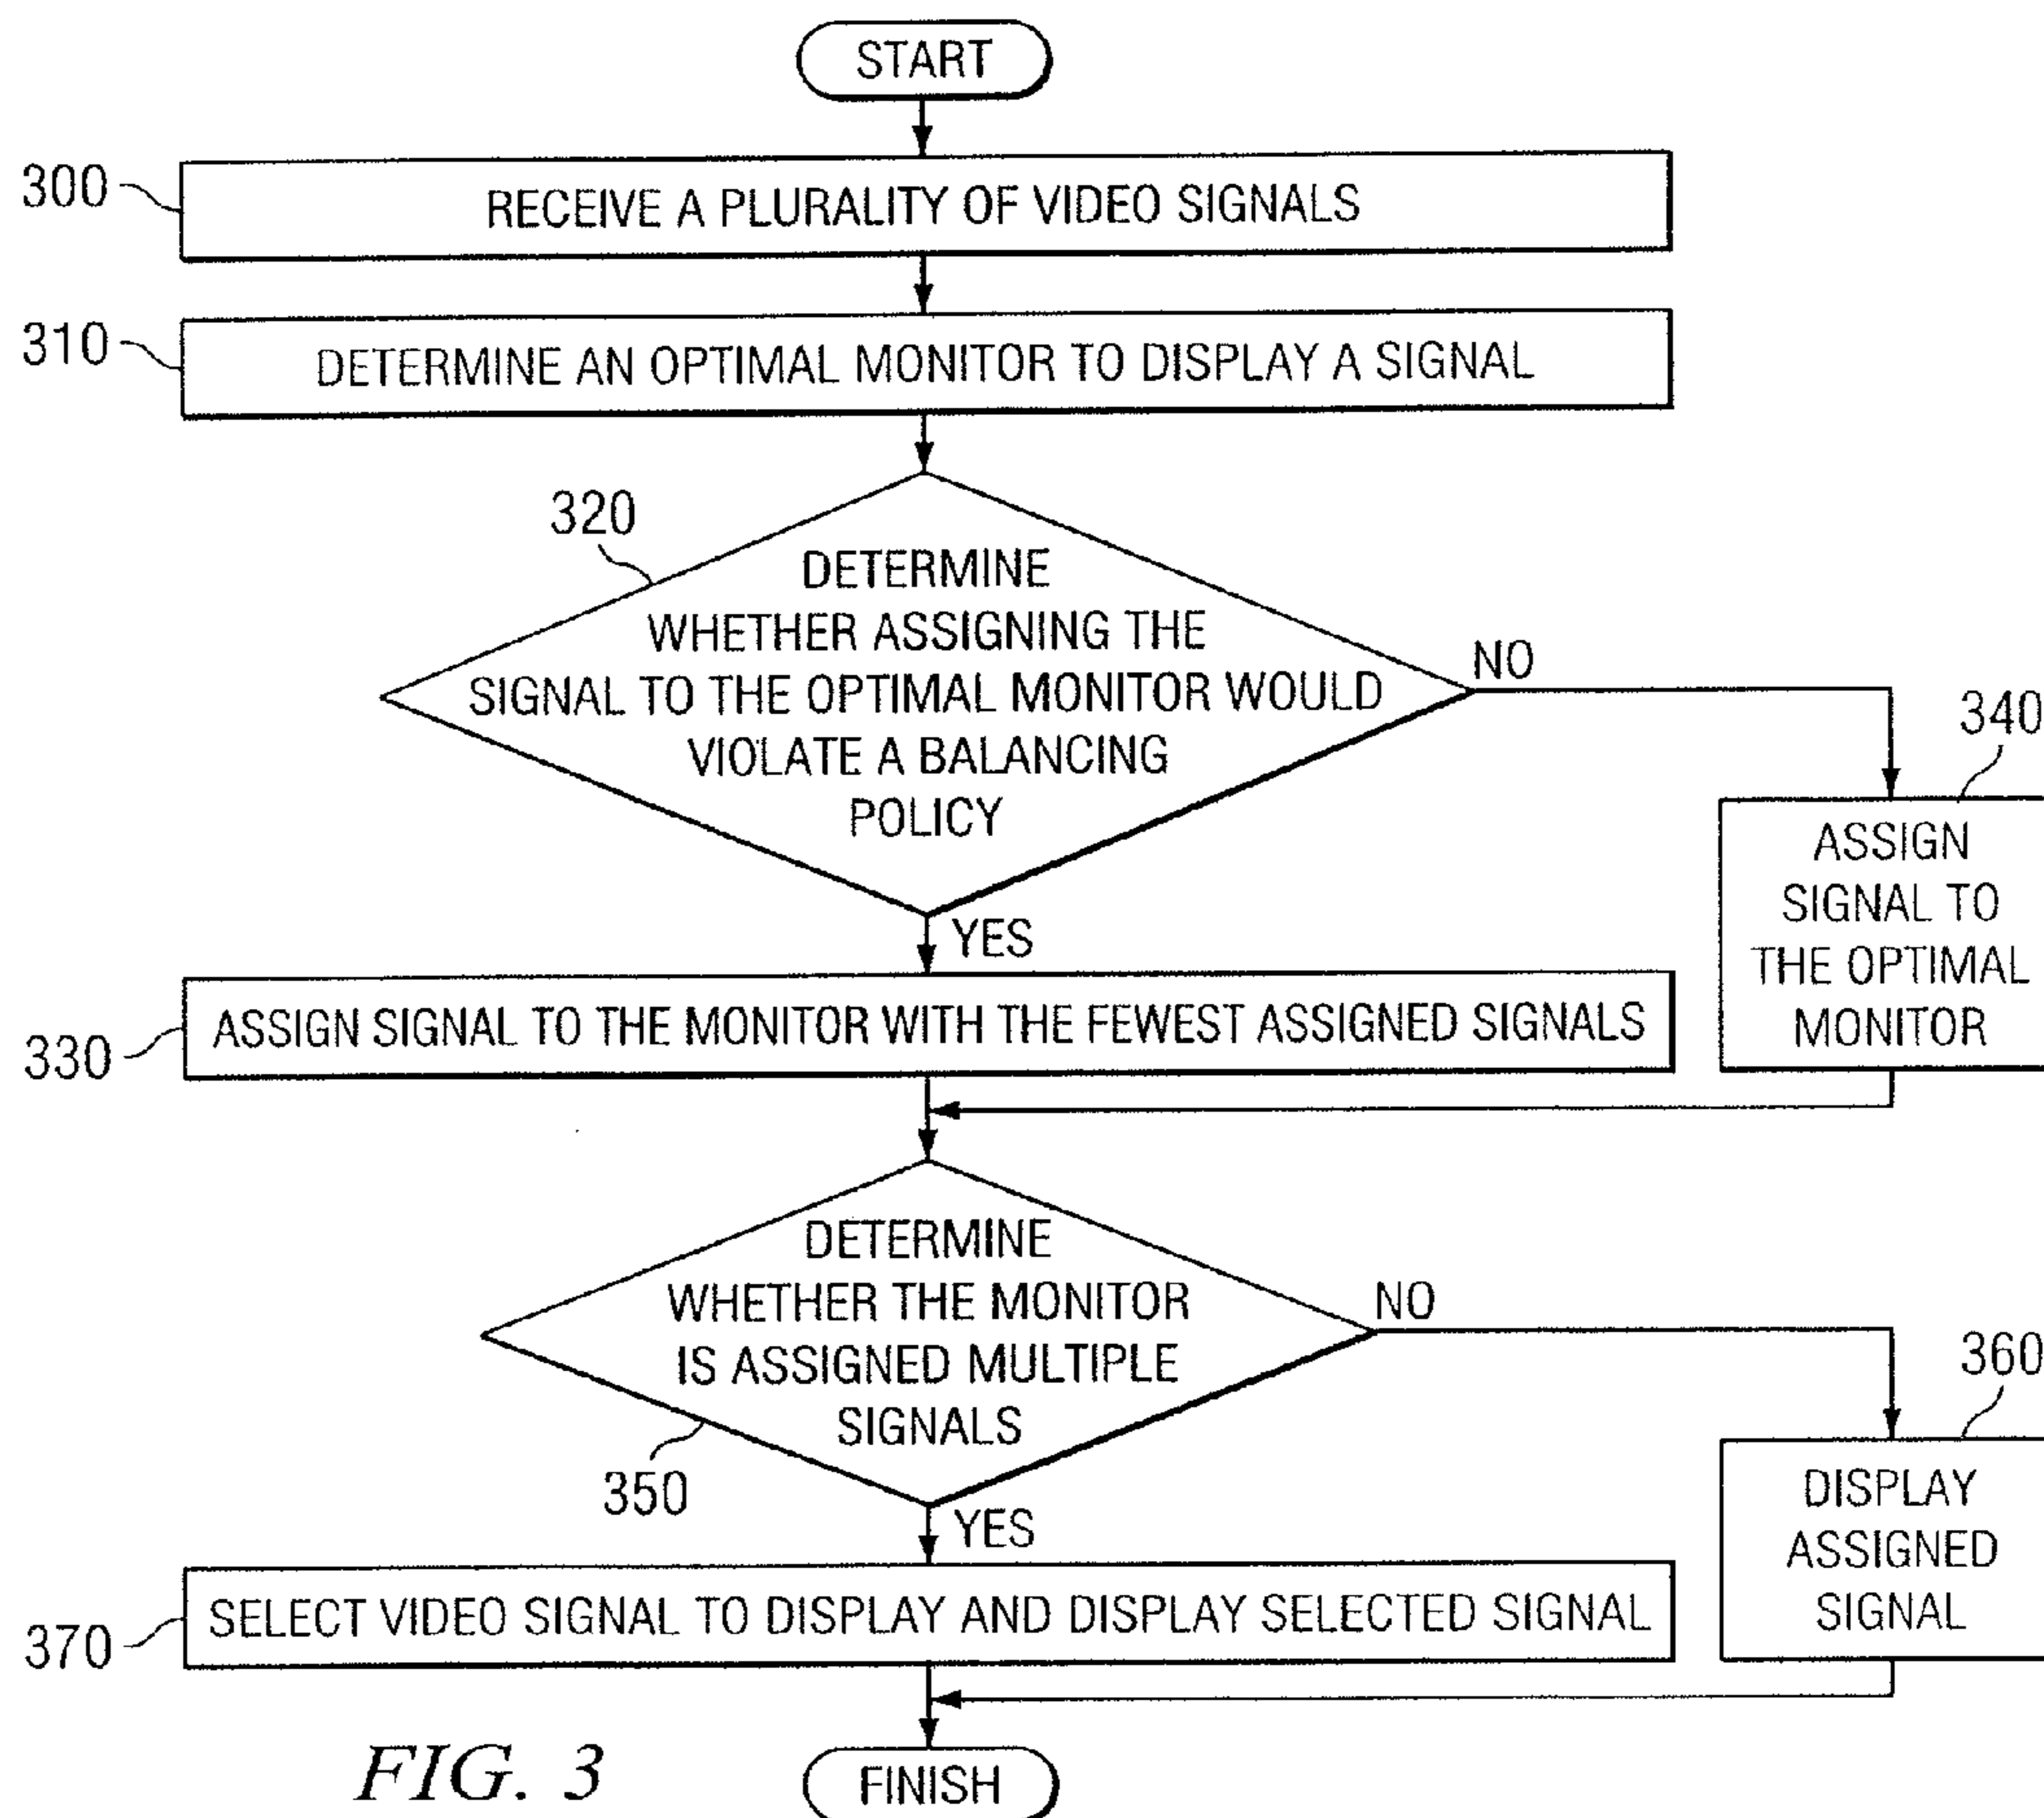 START
300
RECEIVE A PLURALITY OF VIDEO SIGNALS
310
DETERMINE AN OPTIMAL MONITOR TO DISPLAY A SIGNAL
320
DETERMINE
WHETHER ASSIGNING THE
SIGNAL TO THE OPTIMAL MONITOR WOULD
VIOLATE A BALANCING
POLICY
NO
340
ASSIGN
SIGNAL TO
THE OPTIMAL
MONITOR
YES
330
ASSIGN SIGNAL TO THE MONITOR WITH THE FEWEST ASSIGNED SIGNALS
DETERMINE
WHETHER THE MONITOR
IS ASSIGNED MULTIPLE
SIGNALS
350
NO
360
DISPLAY
ASSIGNED
SIGNAL
YES
370
SELECT VIDEO SIGNAL TO DISPLAY AND DISPLAY SELECTED SIGNAL
FIG. 3
FINISH